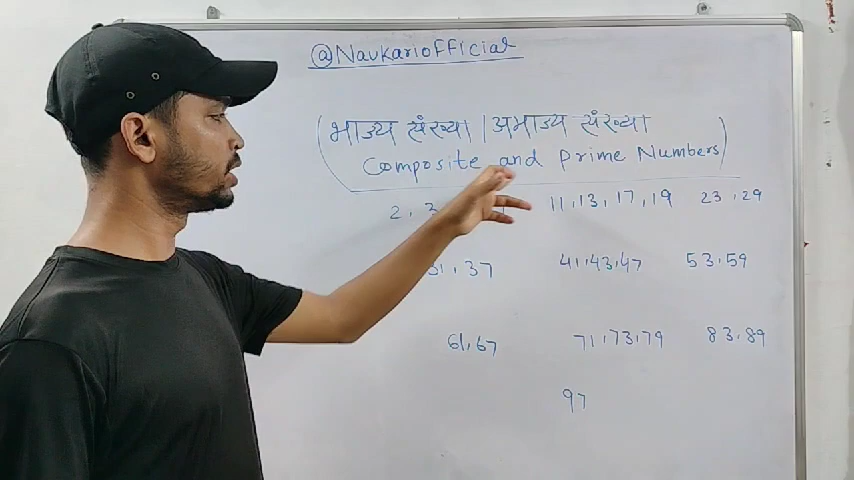 @NaukariOfficial
(भाज्य संख्या | अभाज्य संख्या
Composite and Prime Numbers)
2, 3 11, 13, 17, 19 23, 29
31, 37 41, 43, 47 53, 59
61, 67 71, 73, 79 83, 89
97